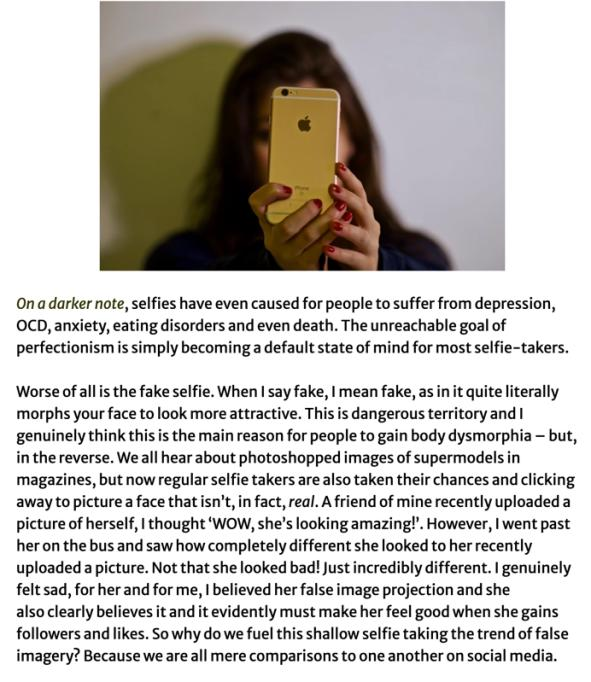 On a darker note, selfies have even caused for people to suffer from depression,
OCD, anxiety, eating disorders and even death. The unreachable goal of
perfectionism is simply becoming a default state of mind for most selfie-takers.
Worse of all is the fake selfie. When I say fake, I mean fake, as in it quite literally
morphs your face to look more attractive. This is dangerous territory and I
genuinely think this is the main reason for people to gain body dysmorphia – but,
in the reverse. We all hear about photoshopped images of supermodels in
magazines, but now regular selfie takers are also taken their chances and clicking
away to picture a face that isn't, in fact, real. A friend of mine recently uploaded a
picture of herself, I thought 'WOW, she's looking amazing!'. However, I went past
her on the bus and saw how completely different she looked to her recently
uploaded a picture. Not that she looked bad! Just incredibly different. I genuinely
felt sad, for her and for me, I believed her false image projection and she
also clearly believes it and it evidently must make her feel good when she gains
followers and likes. So why do we fuel this shallow selfie taking the trend of false
imagery? Because we are all mere comparisons to one another on social media.